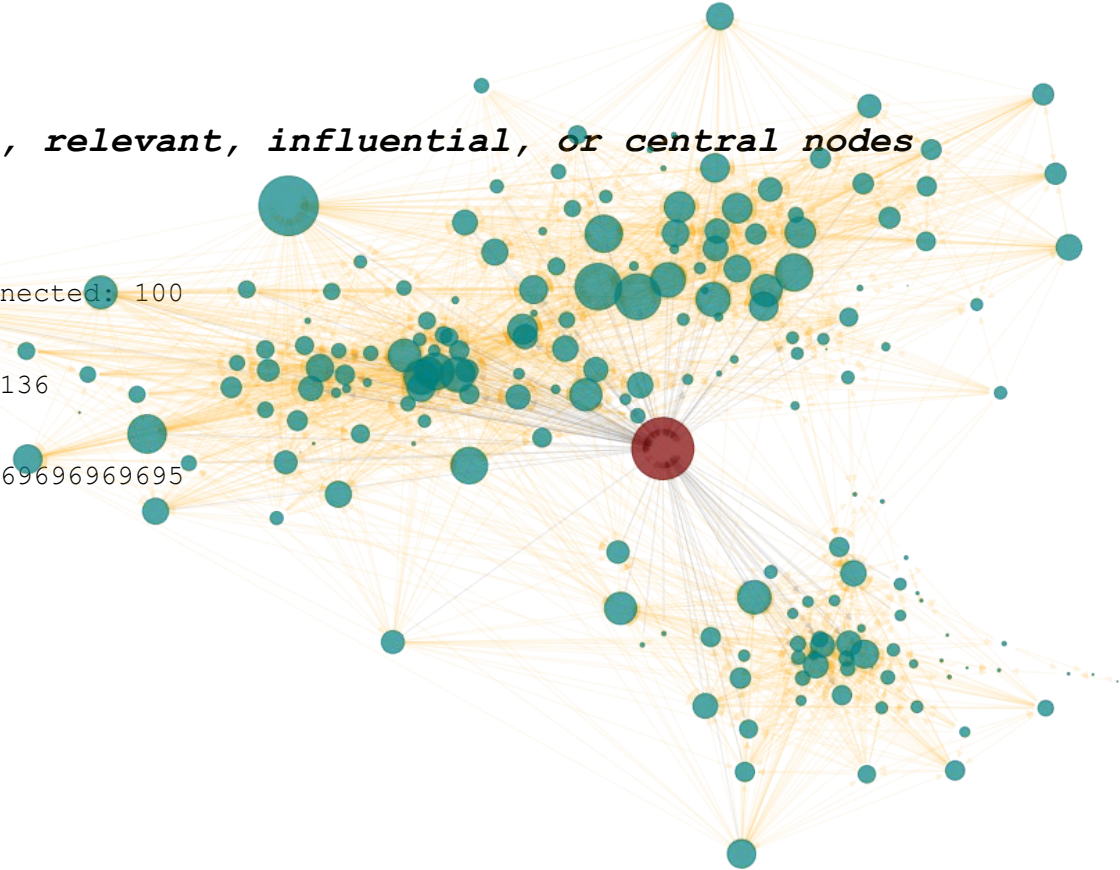 , relevant, influential, or central nodes
nected: 100
136
69696969695